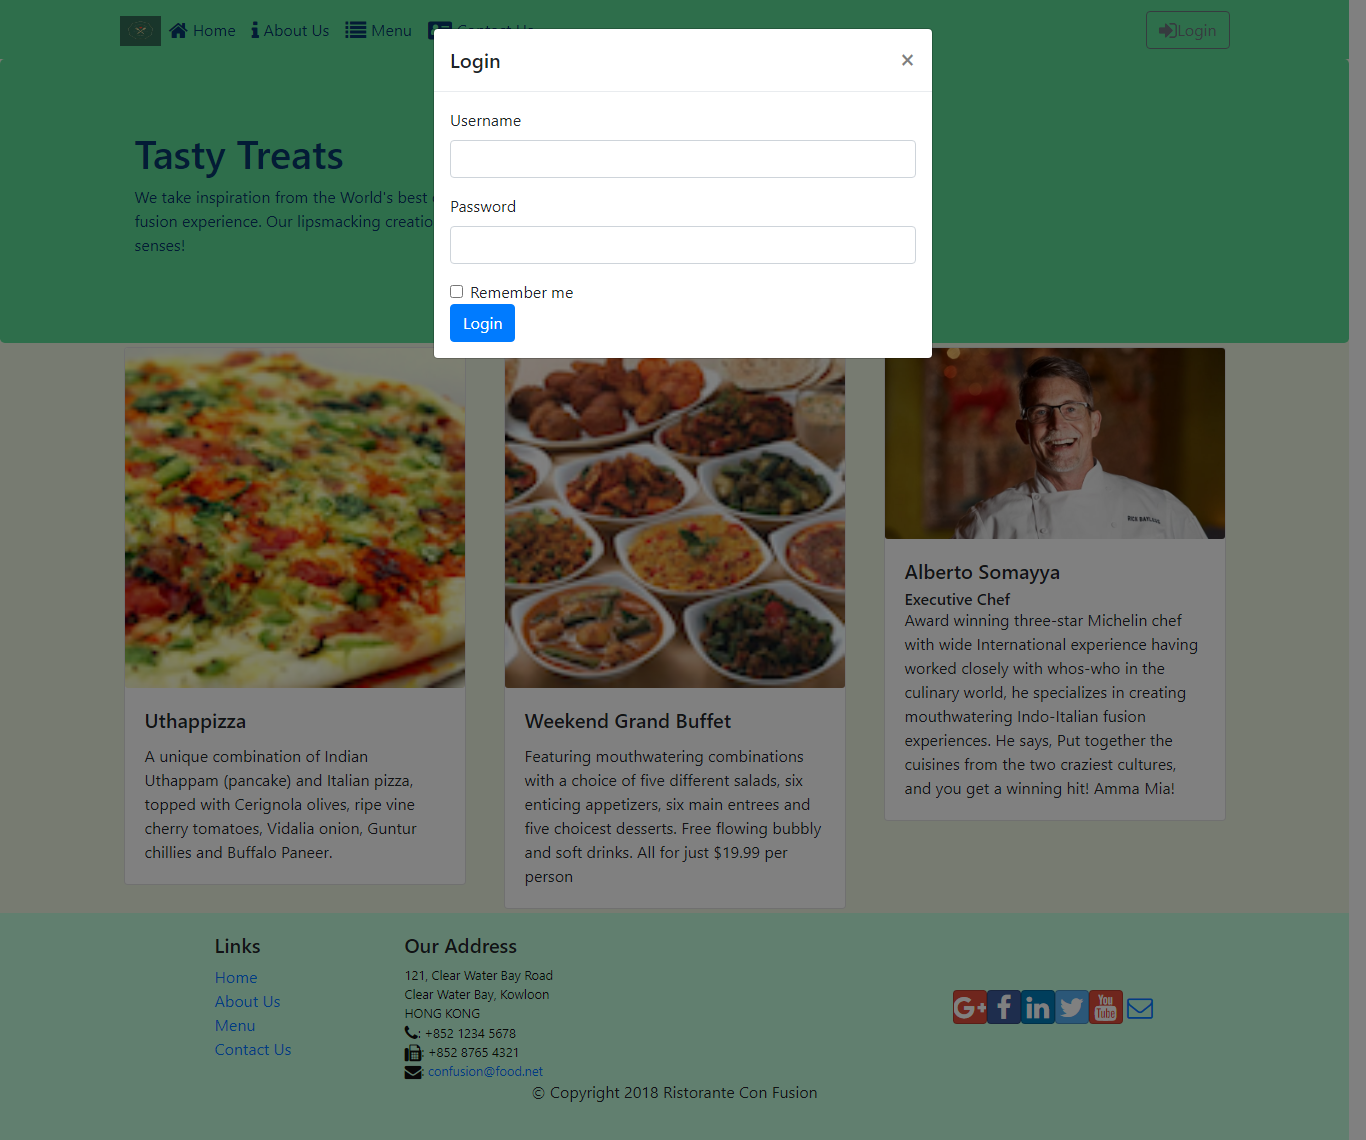 Home
About Us
Menu
Contact Us
Login
Login
×
Username
Password
Remember me
Login
Tasty Treats
We take inspiration from the World's best
fusion experience. Our lipsmacking creatio
senses!
Uthappizza
A unique combination of Indian
Uthappam (pancake) and Italian pizza,
topped with Cerignola olives, ripe vine
cherry tomatoes, Vidalia onion, Guntur
chillies and Buffalo Paneer.
Weekend Grand Buffet
Featuring mouthwatering combinations
with a choice of five different salads, six
enticing appetizers, six main entrees and
five choicest desserts. Free flowing bubbly
and soft drinks. All for just $19.99 per
person
Alberto Somayya
Executive Chef
Award winning three-star Michelin chef
with wide International experience having
worked closely with whos-who in the
culinary world, he specializes in creating
mouthwatering Indo-Italian fusion
experiences. He says, Put together the
cuisines from the two craziest cultures,
and you get a winning hit! Amma Mia!
Links
Home
About Us
Menu
Contact Us
Our Address
121, Clear Water Bay Road
Clear Water Bay, Kowloon
HONG KONG
: +852 1234 5678
: +852 8765 4321
: confusion@food.net
G+
f
in
You
Tube
© Copyright 2018 Ristorante Con Fusion